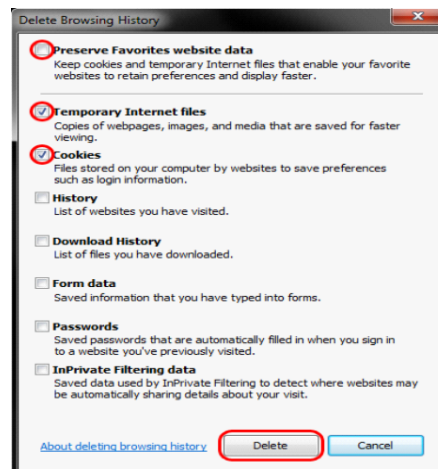 Delete Browsing History
Preserve Favorites website data
Keep cookies and temporary Internet files that enable your favorite
websites to retain preferences and display faster.
Temporary Internet files
Copies of webpages, images, and media that are saved for faster
viewing.
Cookies
Files stored on your computer by websites to save preferences
such as login information.
History
List of websites you have visited.
Download History
List of files you have downloaded.
Form data
Saved information that you have typed into forms.
Passwords
Saved passwords that are automatically filled in when you sign in
to a website you've previously visited.
InPrivate Filtering data
Saved data used by InPrivate Filtering to detect where websites may
be automatically sharing details about your visit.
About deleting browsing history Delete Cancel